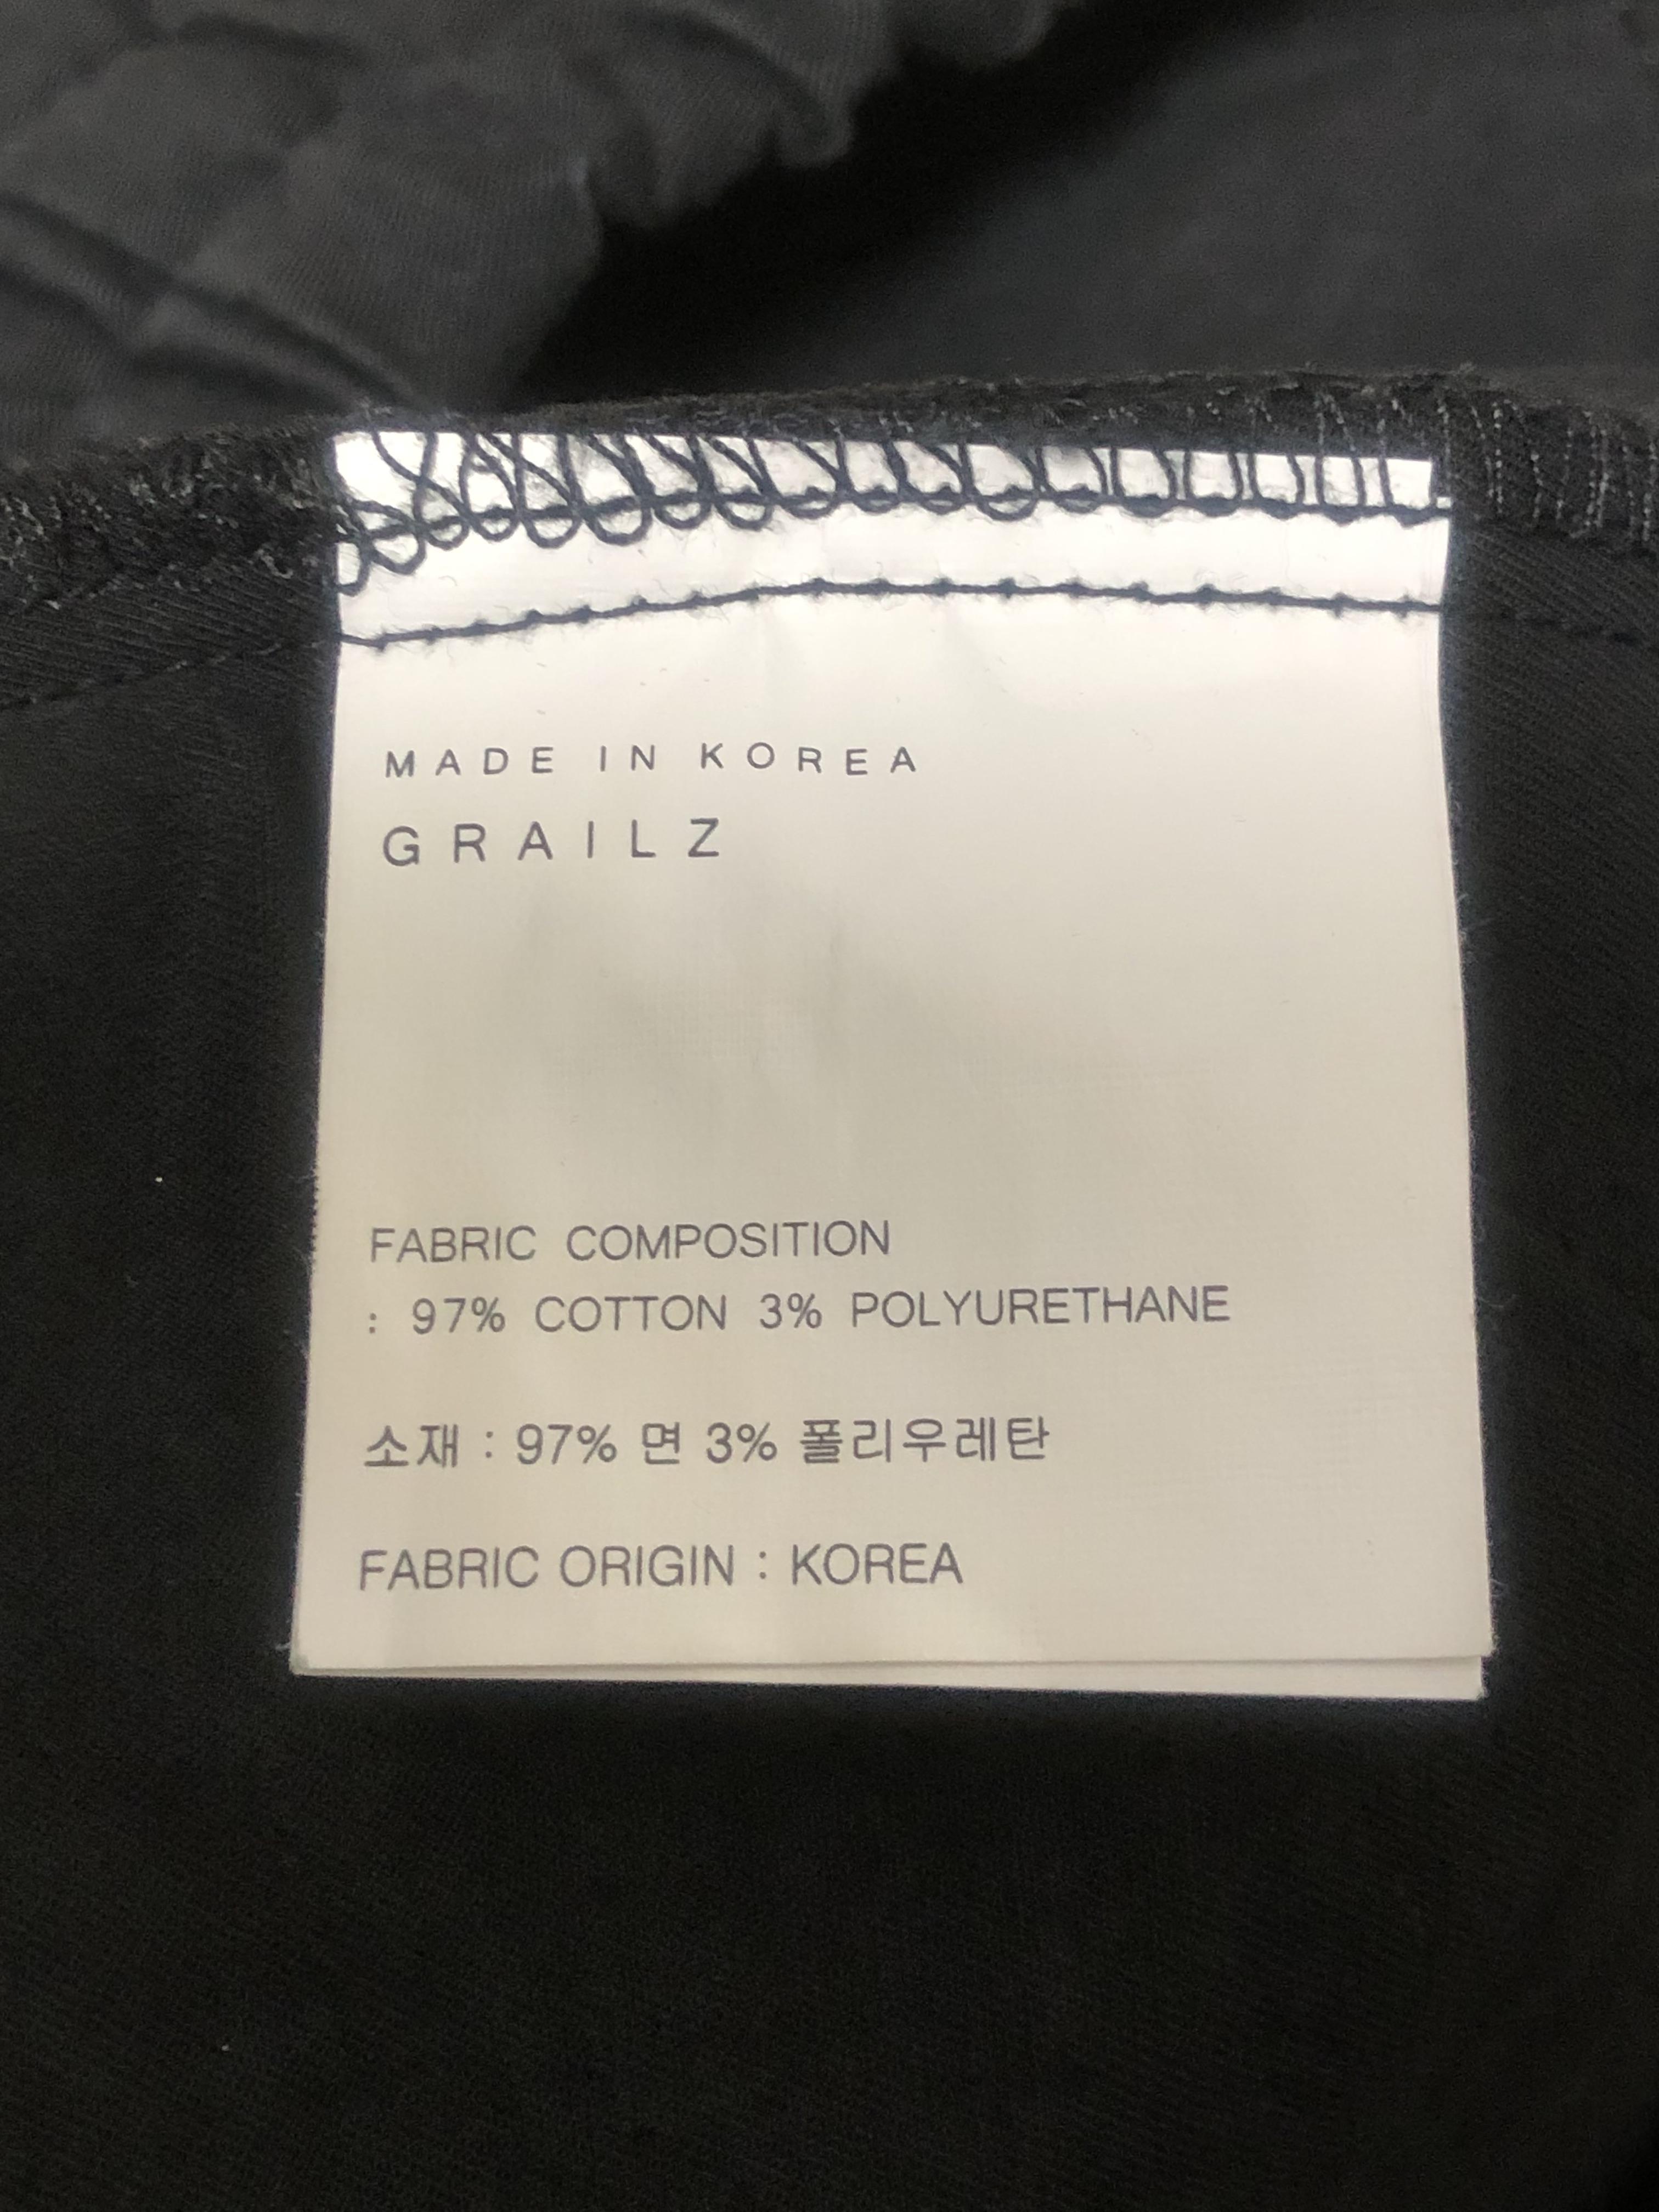 MADE IN KOREA
GRAILZ
FABRIC COMPOSITION
: 97% COTTON 3% POLYURETHANE
소재 : 97% 면 3% 폴리우레탄
FABRIC ORIGIN : KOREA